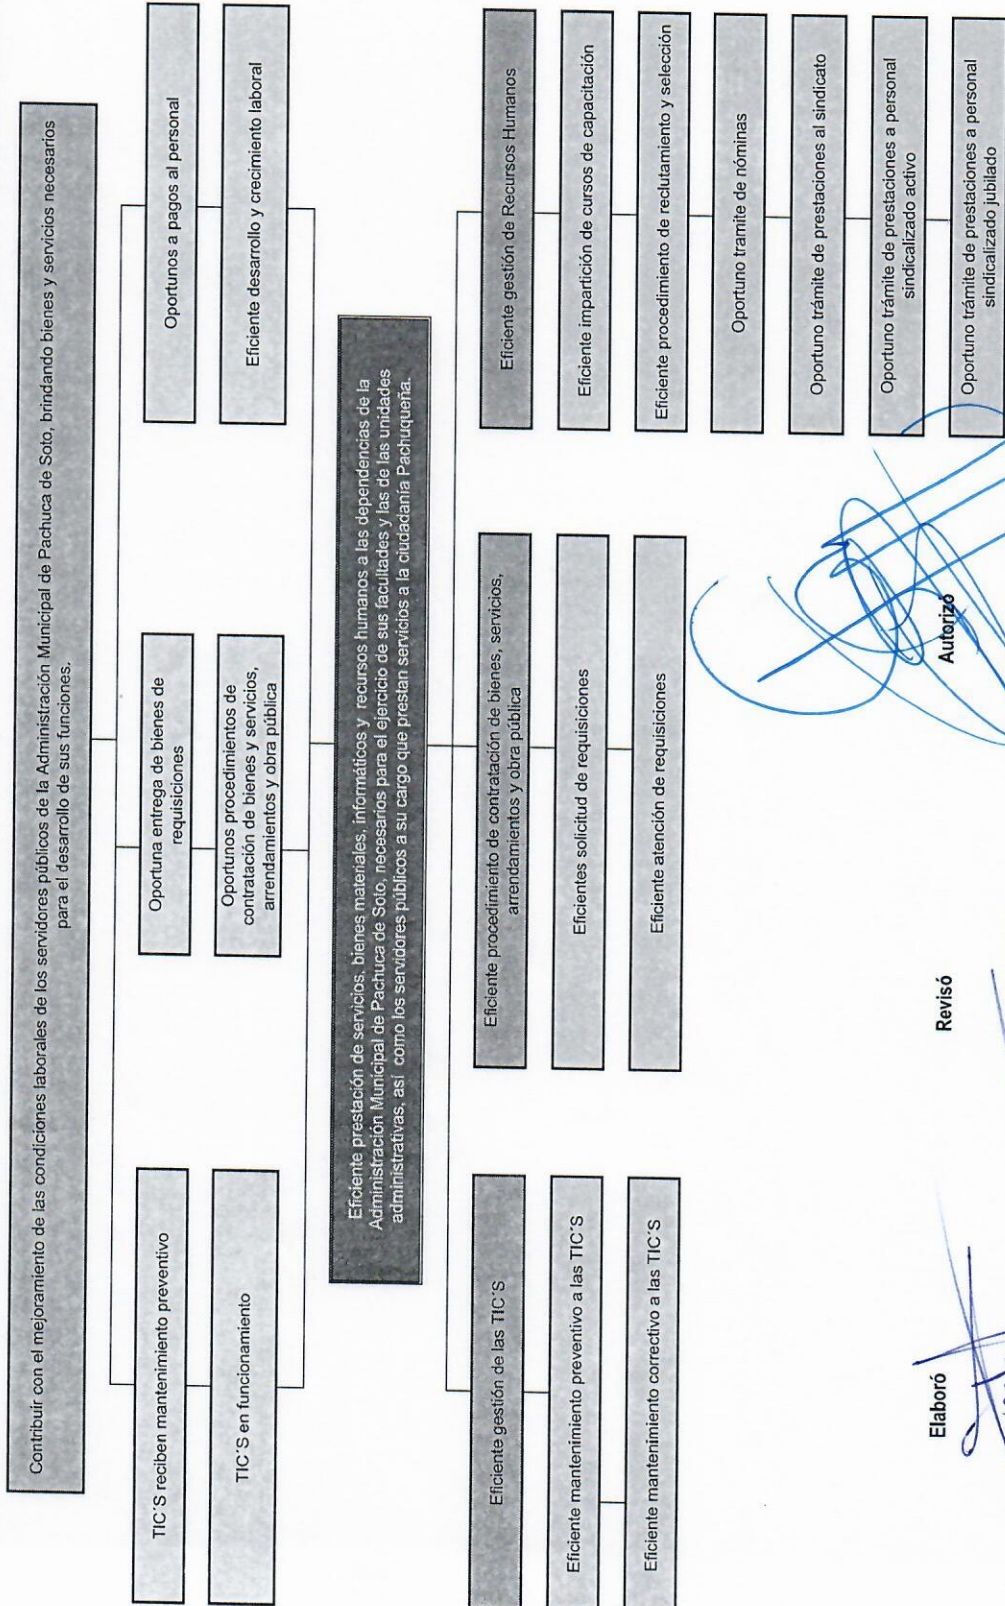 Contribuir con el mejoramiento de las condiciones laborales de los servidores públicos de la Administración Municipal de Pachuca de Soto, brindando bienes y servicios necesarios
para el desarrollo de sus funciones.
TIC´S reciben mantenimiento preventivo
TIC´S en funcionamiento
Oportuna entrega de bienes de
requisiciones
Oportunos procedimientos de
contratación de bienes y servicios,
arrendamientos y obra pública
Oportunos a pagos al personal
Eficiente desarrollo y crecimiento laboral
Eficiente prestación de servicios, bienes materiales, informáticos y recursos humanos a las dependencias de la
Administración Municipal de Pachuca de Soto, necesarios para el ejercicio de sus facultades y las de las unidades
administrativas, así como los servidores públicos a su cargo que prestan servicios a la ciudadanía Pachuqueña.
Eficiente gestión de las TIC´S
Eficiente mantenimiento preventivo a las TIC´S
Eficiente mantenimiento correctivo a las TIC´S
Eficiente procedimiento de contratación de bienes, servicios,
arrendamientos y obra pública
Eficientes solicitud de requisiciones
Eficiente atención de requisiciones
Eficiente gestión de Recursos Humanos
Eficiente impartición de cursos de capacitación
Eficiente procedimiento de reclutamiento y selección
Oportuno tramite de nóminas
Oportuno trámite de prestaciones al sindicato
Oportuno trámite de prestaciones a personal
sindicalizado activo
Oportuno trámite de prestaciones a personal
sindicalizado jubilado
Elaboró
Revisó
Autorizó